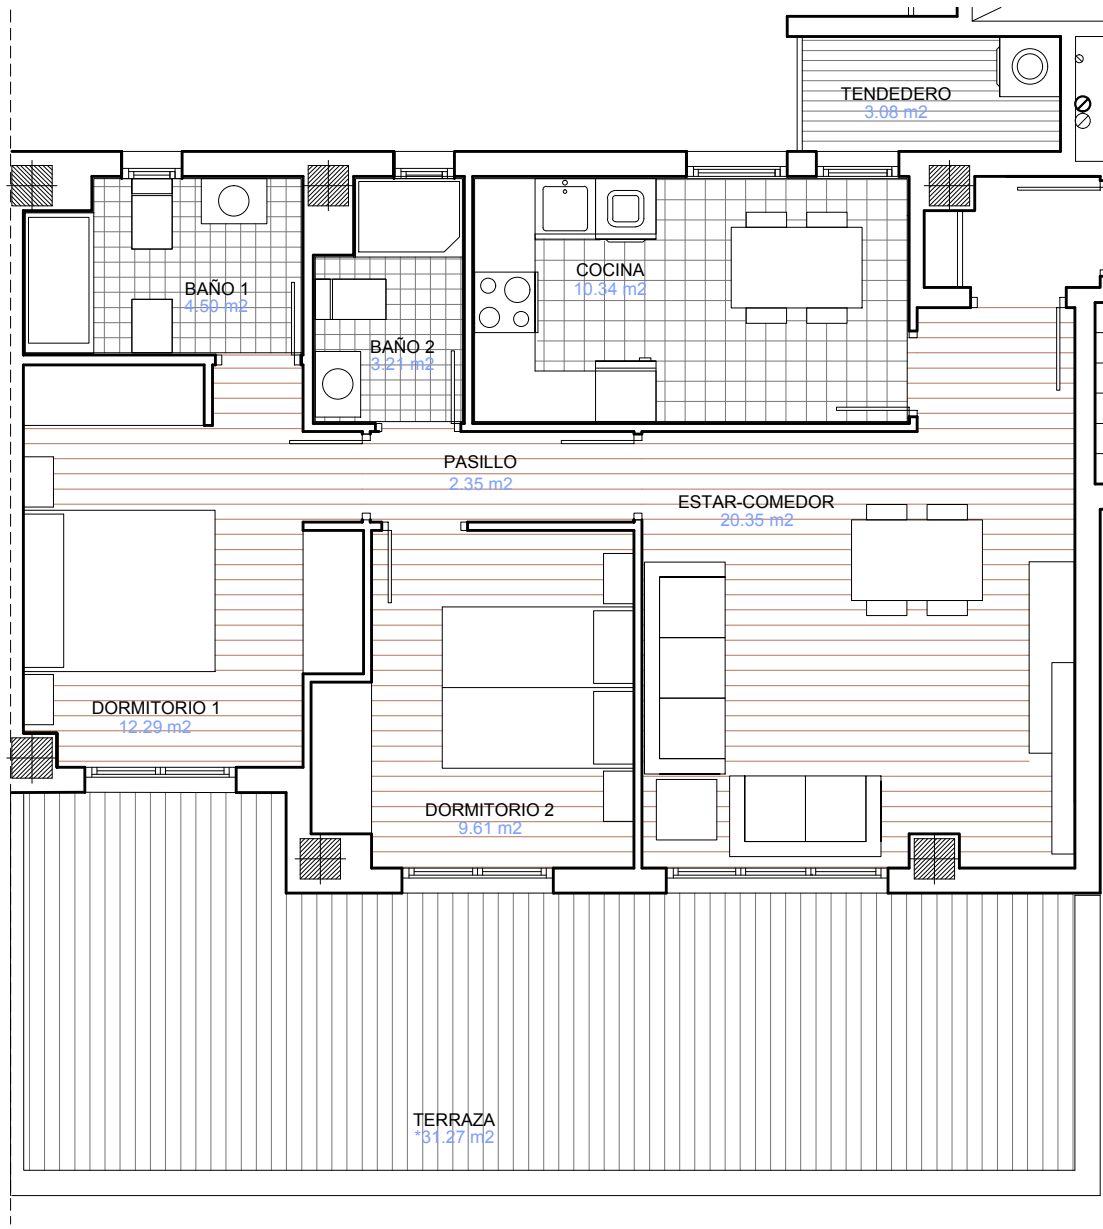 TENDEDERO
3.08 m2
COCINA
10.34 m2
BAÑO 1
4.50 m2
BAÑO 2
3.21 m2
PASILLO
2.35 m2
ESTAR-COMEDOR
20.35 m2
DORMITORIO 1
12.29 m2
DORMITORIO 2
9.61 m2
TERRAZA
*31.27 m2